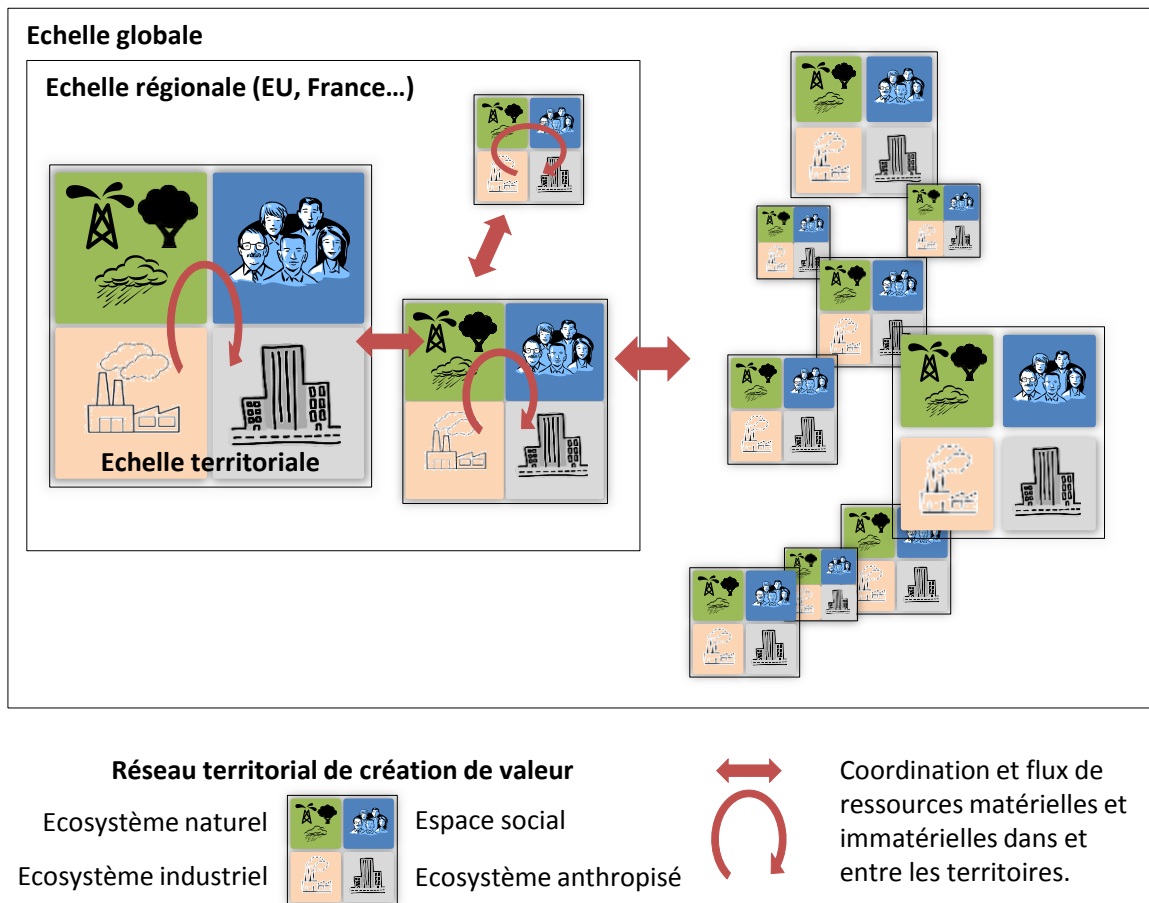 Echelle globale
Echelle régionale (EU, France…)
Echelle territoriale
Réseau territorial de création de valeur
Ecosystème naturel
Espace social
Ecosystème industriel
Ecosystème anthropisé
Coordination et flux de
ressources matérielles et
immatérielles dans et
entre les territoires.